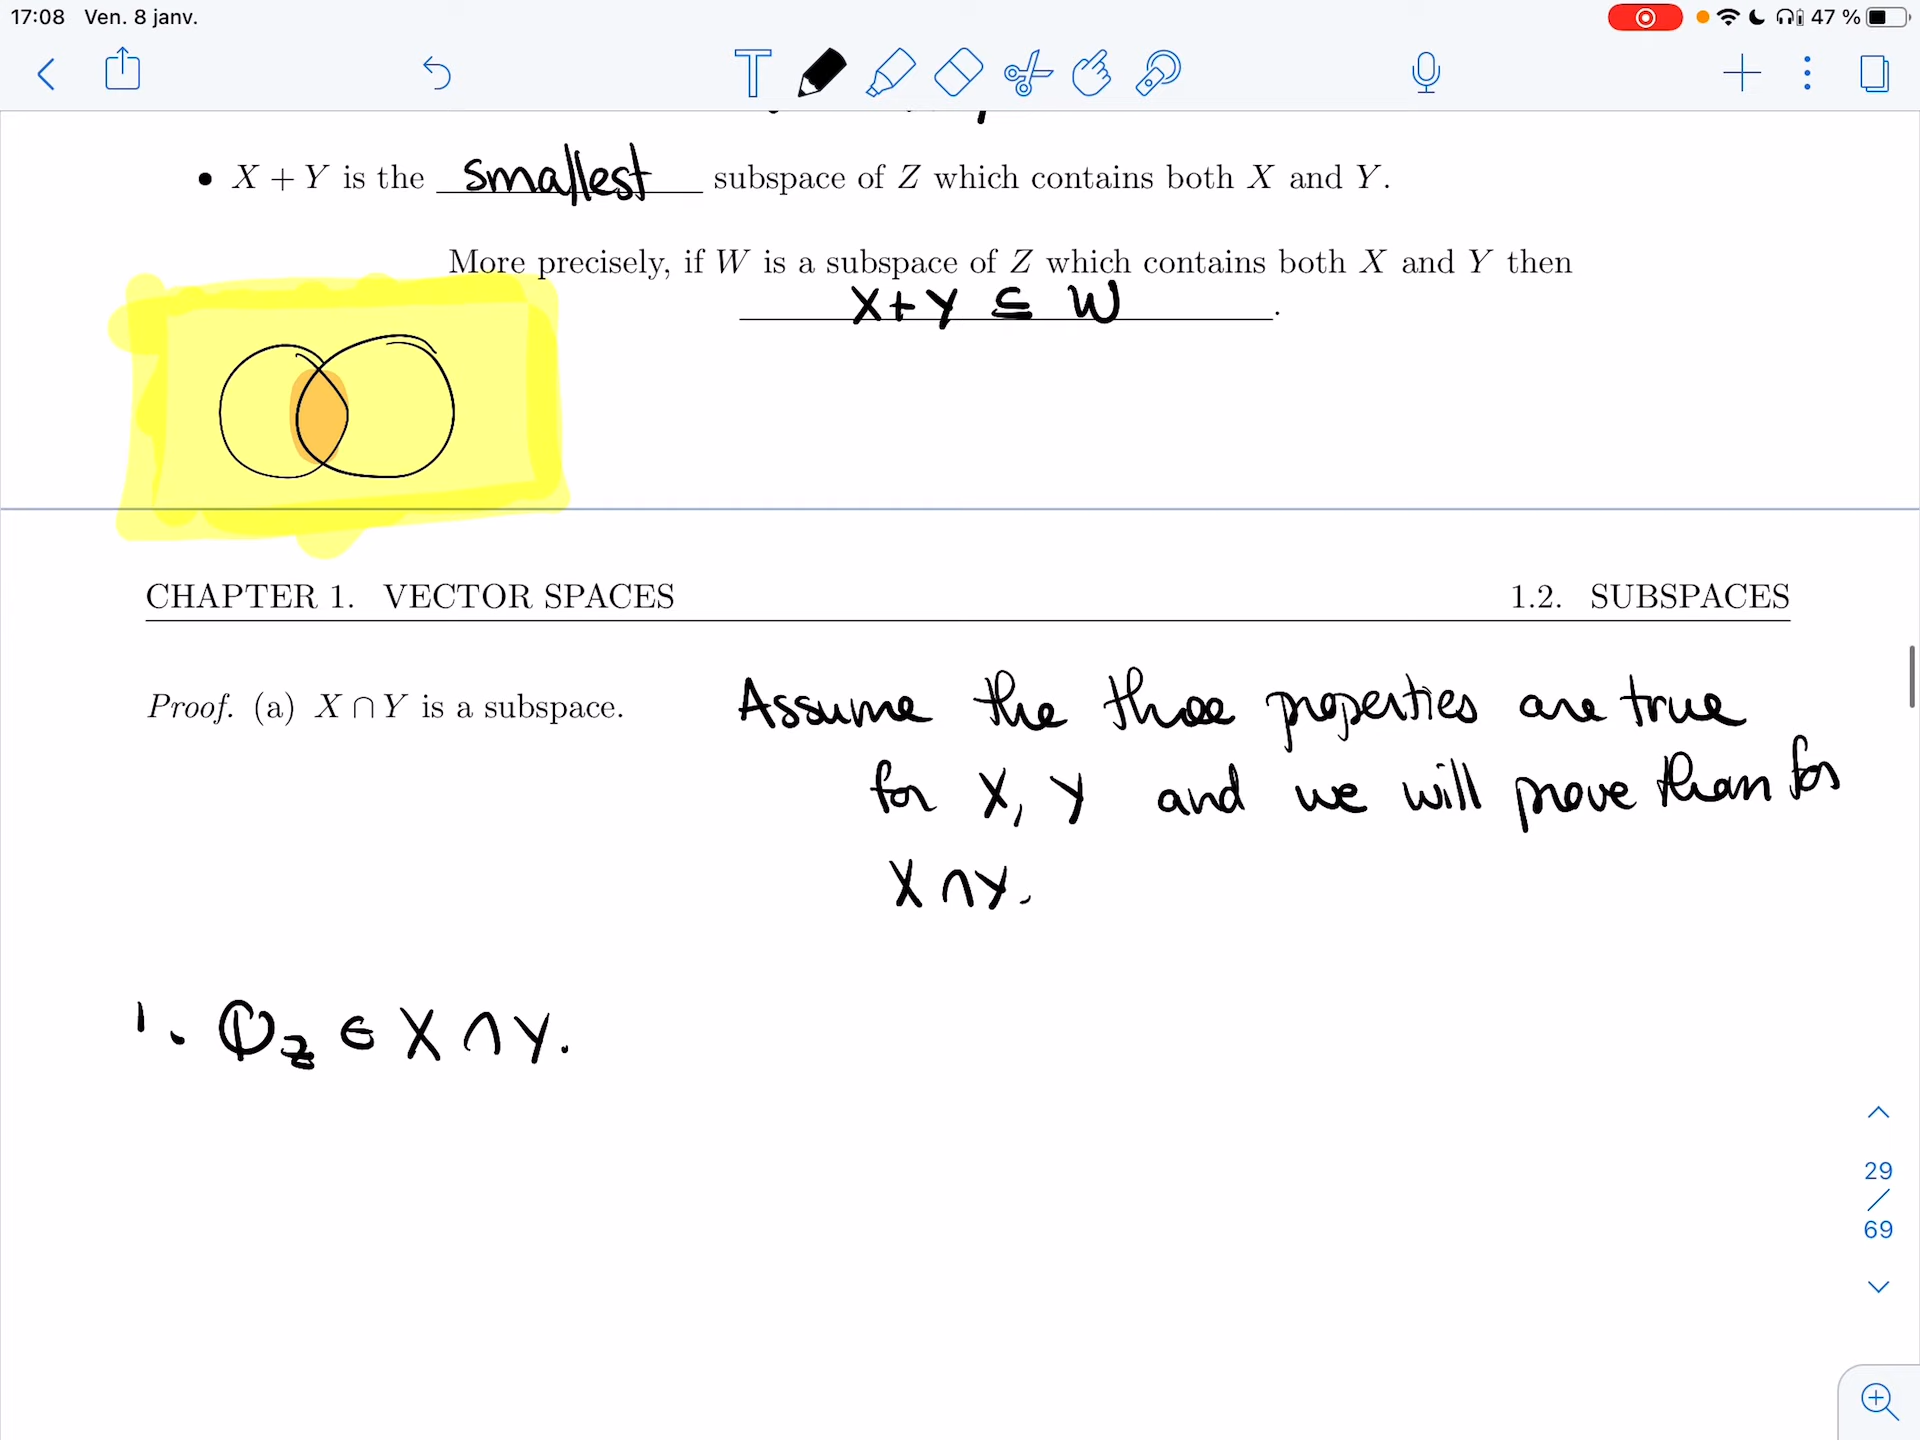 17:08 Ven. 8 janv. 47 %
T
• X + Y is the smallest subspace of Z which contains both X and Y.
More precisely, if W is a subspace of Z which contains both X and Y then
X + Y ⊆ W.
CHAPTER 1. VECTOR SPACES 1.2. SUBSPACES
Proof. (a) X ∩ Y is a subspace. Assume the three properties are true
for X, Y and we will prove them for
X ∩ Y.
1. 𝟘_Z ∈ X ∩ Y.
29
/
69